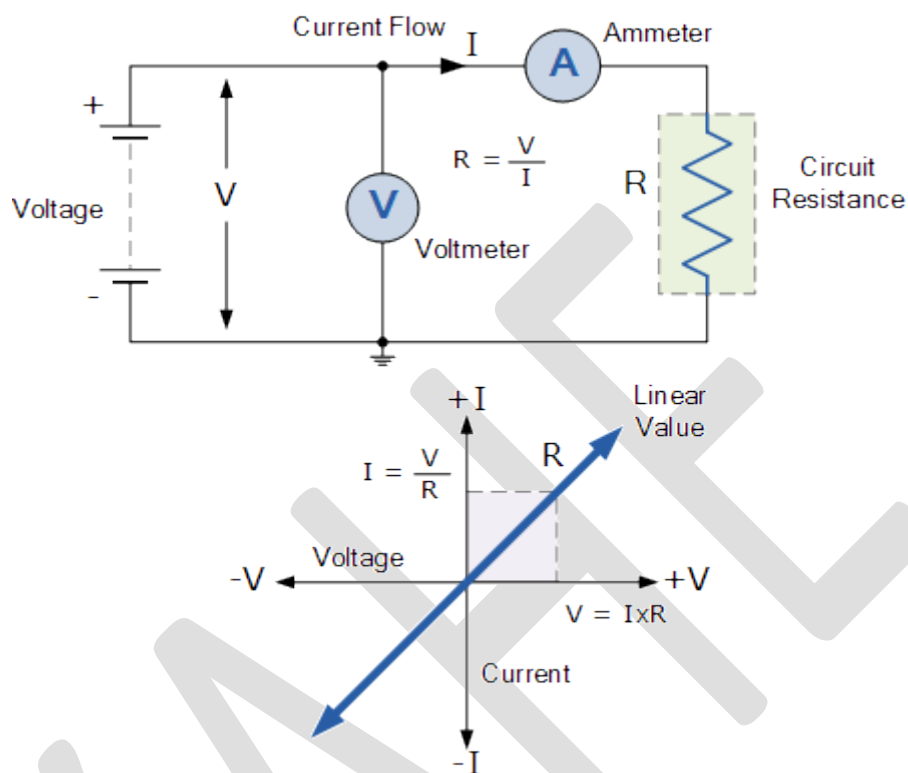 Current Flow
I
Ammeter
A
+
V
R = V/I
V
R
Circuit
Resistance
Voltage
Voltmeter
-
+I
Linear
Value
I = V/R
R
Voltage
-V
+V
V = IxR
Current
-I